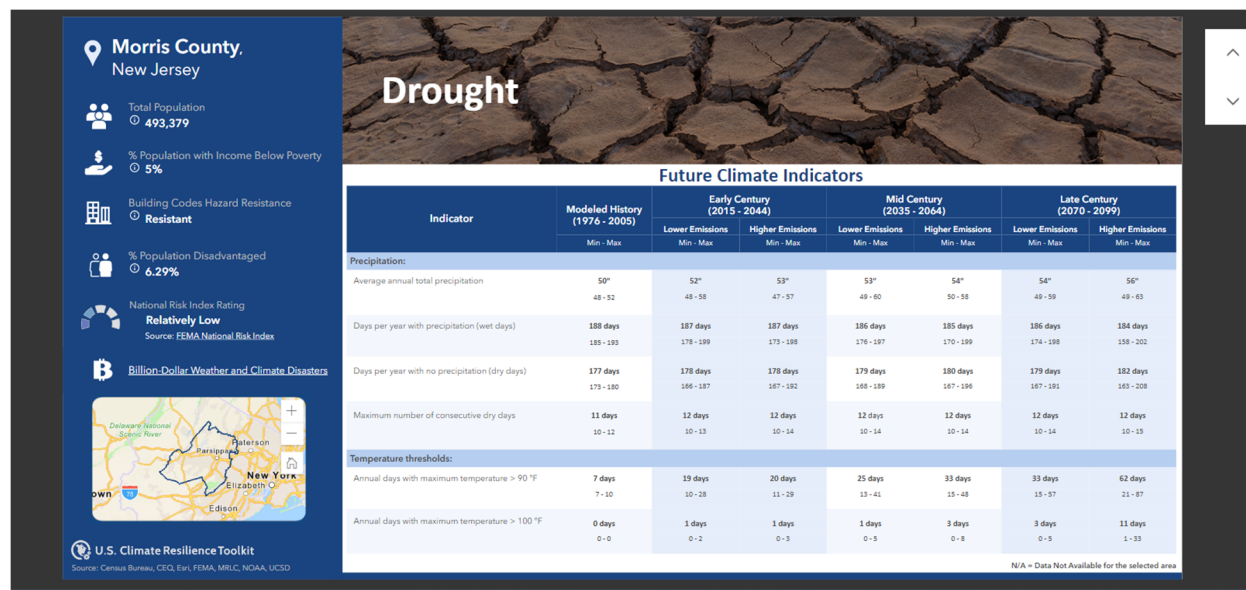 Morris County,
New Jersey
Total Population
493,379
% Population with Income Below Poverty
5%
Building Codes Hazard Resistance
Resistant
% Population Disadvantaged
6.29%
National Risk Index Rating
Relatively Low
Source: FEMA National Risk Index
Billion-Dollar Weather and Climate Disasters
Delaware National
Scenic River
Paterson
Parsippa
New York
Elizabeth
own
78
Edison
U.S. Climate Resilience Toolkit
Source: Census Bureau, CEQ, Esri, FEMA, MRLC, NOAA, UCSD
Drought
Future Climate Indicators
Indicator
Modeled History
(1976 - 2005)
Early Century
(2015 - 2044)
Mid Century
(2035 - 2064)
Late Century
(2070 - 2099)
Lower Emissions Higher Emissions Lower Emissions Higher Emissions Lower Emissions Higher Emissions
Min - Max Min - Max Min - Max Min - Max Min - Max Min - Max Min - Max
Precipitation:
Average annual total precipitation 50" 52" 53" 53" 54" 54" 56"
48 - 52 48 - 58 47 - 57 49 - 60 50 - 58 49 - 59 49 - 63
Days per year with precipitation (wet days) 188 days 187 days 187 days 186 days 185 days 186 days 184 days
185 - 193 178 - 199 173 - 198 176 - 197 170 - 199 174 - 198 158 - 202
Days per year with no precipitation (dry days) 177 days 178 days 178 days 179 days 180 days 179 days 182 days
173 - 180 166 - 187 167 - 192 168 - 189 167 - 196 167 - 191 163 - 208
Maximum number of consecutive dry days 11 days 12 days 12 days 12 days 12 days 12 days 12 days
10 - 12 10 - 13 10 - 14 10 - 14 10 - 14 10 - 14 10 - 15
Temperature thresholds:
Annual days with maximum temperature > 90 °F 7 days 19 days 20 days 25 days 33 days 33 days 62 days
7 - 10 10 - 28 11 - 29 13 - 41 15 - 48 15 - 57 21 - 87
Annual days with maximum temperature > 100 °F 0 days 1 days 1 days 1 days 3 days 3 days 11 days
0 - 0 0 - 2 0 - 3 0 - 5 0 - 8 0 - 5 1 - 33
N/A = Data Not Available for the selected area